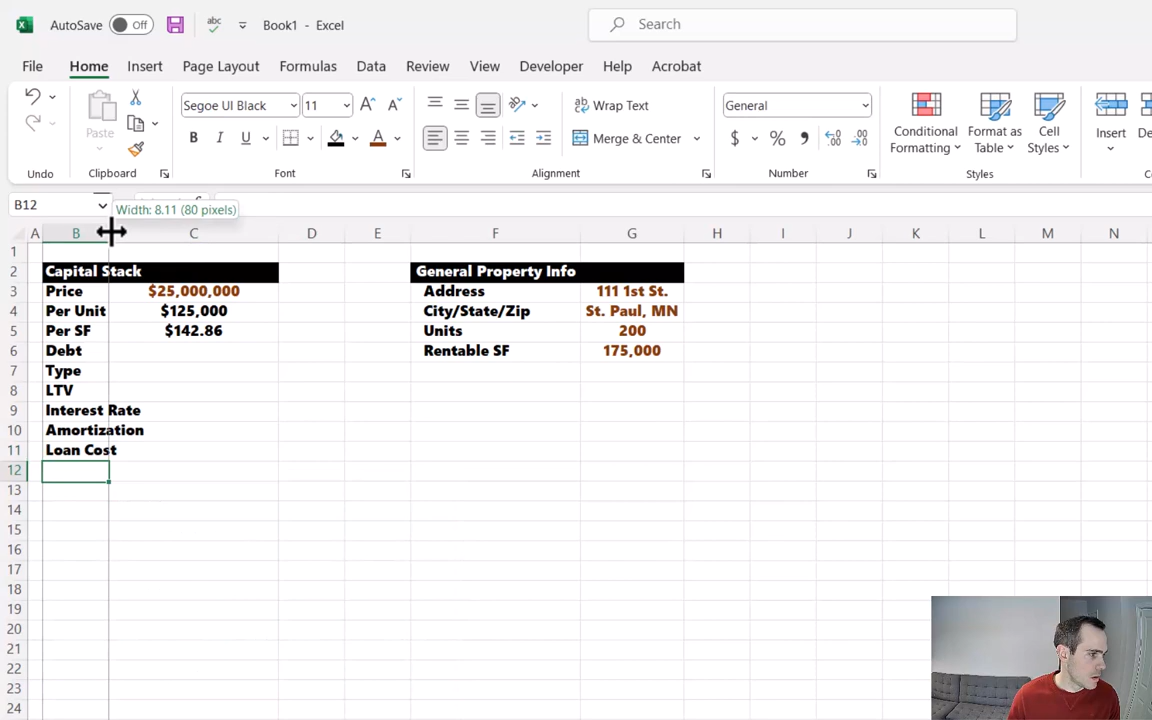 AutoSave Off Book1 - Excel Search
File Home Insert Page Layout Formulas Data Review View Developer Help Acrobat
Segoe UI Black 11 Wrap Text General
Paste B I U Merge & Center $ % Conditional Formatting Format as Table Cell Styles Insert
Undo Clipboard Font Alignment Number Styles
B12 Width: 8.11 (80 pixels)
A B C D E F G H I J K L M N
1
2 Capital Stack General Property Info
3 Price $25,000,000 Address 111 1st St.
4 Per Unit $125,000 City/State/Zip St. Paul, MN
5 Per SF $142.86 Units 200
6 Debt Rentable SF 175,000
7 Type
8 LTV
9 Interest Rate
10 Amortization
11 Loan Cost
12
13
14
15
16
17
18
19
20
21
22
23
24